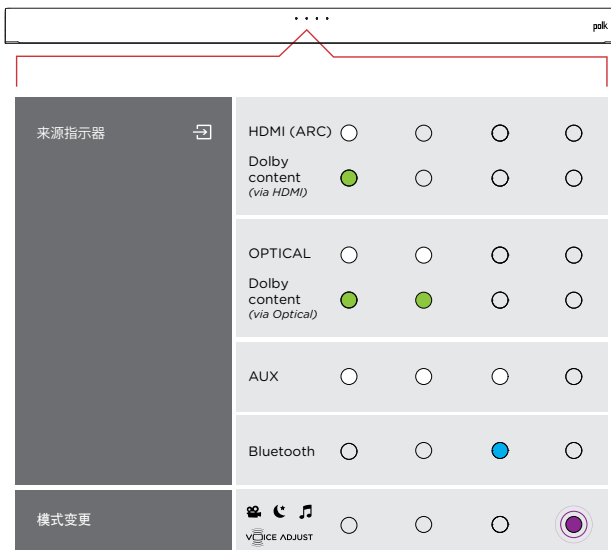 polk
来源指示器
HDMI (ARC)
Dolby
content
(via HDMI)
OPTICAL
Dolby
content
(via Optical)
AUX
Bluetooth
模式变更
VOICE ADJUST